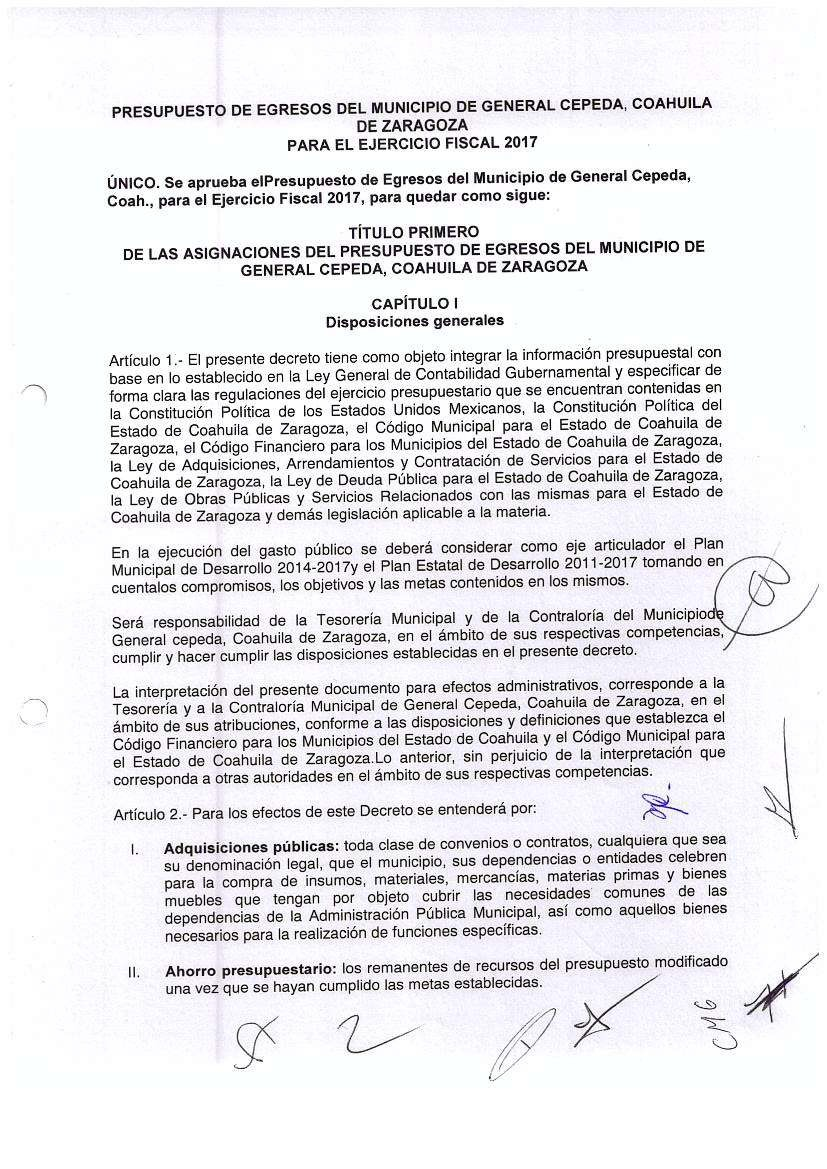 PRESUPUESTO DE EGRESOS DEL MUNICIPIO DE GENERAL CEPEDA, COAHUILA
DE ZARAGOZA
PARA EL EJERCICIO FISCAL 2017
ÚNICO. Se aprueba elPresupuesto de Egresos del Municipio de General Cepeda,
Coah., para el Ejercicio Fiscal 2017, para quedar como sigue:
TÍTULO PRIMERO
DE LAS ASIGNACIONES DEL PRESUPUESTO DE EGRESOS DEL MUNICIPIO DE
GENERAL CEPEDA, COAHUILA DE ZARAGOZA
CAPÍTULO I
Disposiciones generales
Artículo 1.- El presente decreto tiene como objeto integrar la información presupuestal con
base en lo establecido en la Ley General de Contabilidad Gubernamental y especificar de
forma clara las regulaciones del ejercicio presupuestario que se encuentran contenidas en
la Constitución Política de los Estados Unidos Mexicanos, la Constitución Política del
Estado de Coahuila de Zaragoza, el Código Municipal para el Estado de Coahuila de
Zaragoza, el Código Financiero para los Municipios del Estado de Coahuila de Zaragoza,
la Ley de Adquisiciones, Arrendamientos y Contratación de Servicios para el Estado de
Coahuila de Zaragoza, la Ley de Deuda Pública para el Estado de Coahuila de Zaragoza,
la Ley de Obras Públicas y Servicios Relacionados con las mismas para el Estado de
Coahuila de Zaragoza y demás legislación aplicable a la materia.
En la ejecución del gasto público se deberá considerar como eje articulador el Plan
Municipal de Desarrollo 2014-2017y el Plan Estatal de Desarrollo 2011-2017 tomando en
cuentalos compromisos, los objetivos y las metas contenidos en los mismos.
Será responsabilidad de la Tesorería Municipal y de la Contraloría del Municipiode
General cepeda, Coahuila de Zaragoza, en el ámbito de sus respectivas competencias,
cumplir y hacer cumplir las disposiciones establecidas en el presente decreto.
La interpretación del presente documento para efectos administrativos, corresponde a la
Tesorería y a la Contraloría Municipal de General Cepeda, Coahuila de Zaragoza, en el
ámbito de sus atribuciones, conforme a las disposiciones y definiciones que establezca el
Código Financiero para los Municipios del Estado de Coahuila y el Código Municipal para
el Estado de Coahuila de Zaragoza.Lo anterior, sin perjuicio de la interpretación que
corresponda a otras autoridades en el ámbito de sus respectivas competencias.
Artículo 2.- Para los efectos de este Decreto se entenderá por:
I. Adquisiciones públicas: toda clase de convenios o contratos, cualquiera que sea
su denominación legal, que el municipio, sus dependencias o entidades celebren
para la compra de insumos, materiales, mercancías, materias primas y bienes
muebles que tengan por objeto cubrir las necesidades comunes de las
dependencias de la Administración Pública Municipal, así como aquellos bienes
necesarios para la realización de funciones específicas.
II. Ahorro presupuestario: los remanentes de recursos del presupuesto modificado
una vez que se hayan cumplido las metas establecidas.
CMG